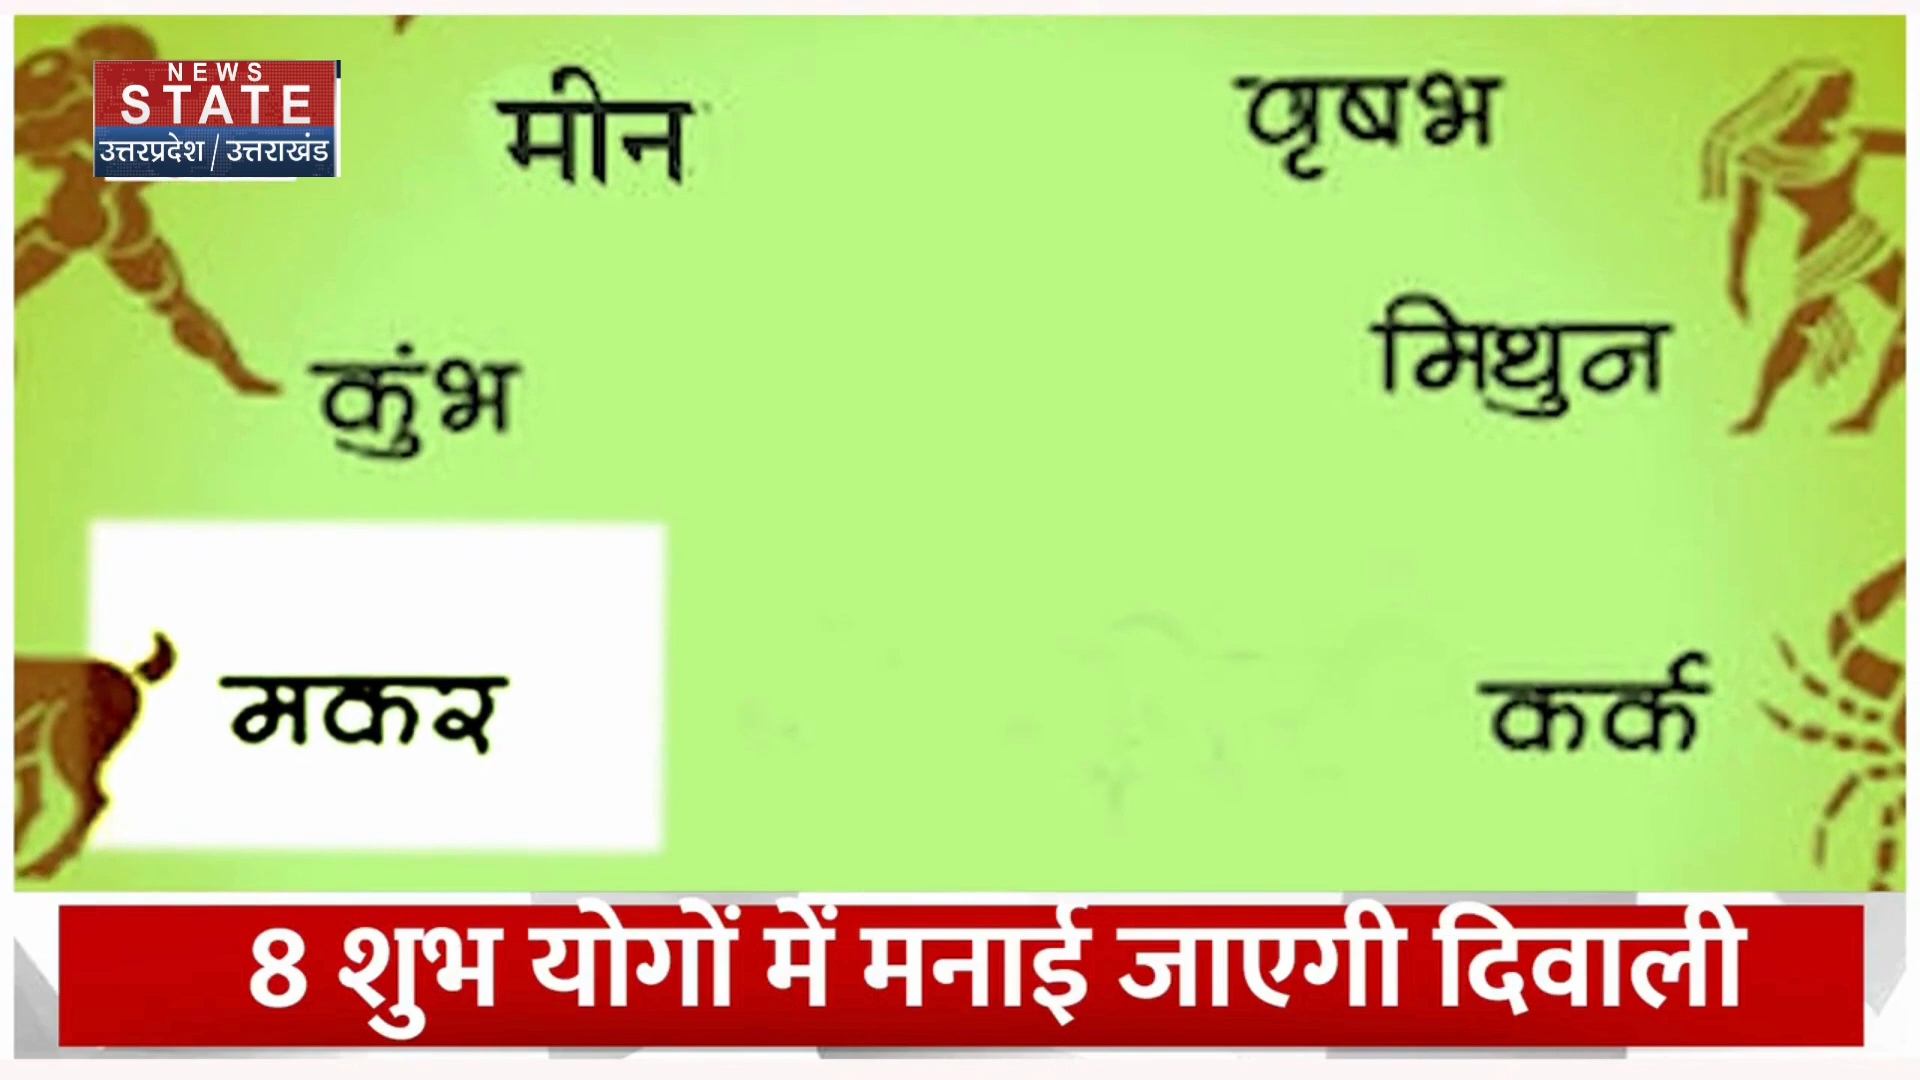 NEWS
STATE
उत्तरप्रदेश / उत्तराखंड
मीन
वृषभ
कुंभ
मिथुन
मकर
कर्क
8 शुभ योगों में मनाई जाएगी दिवाली